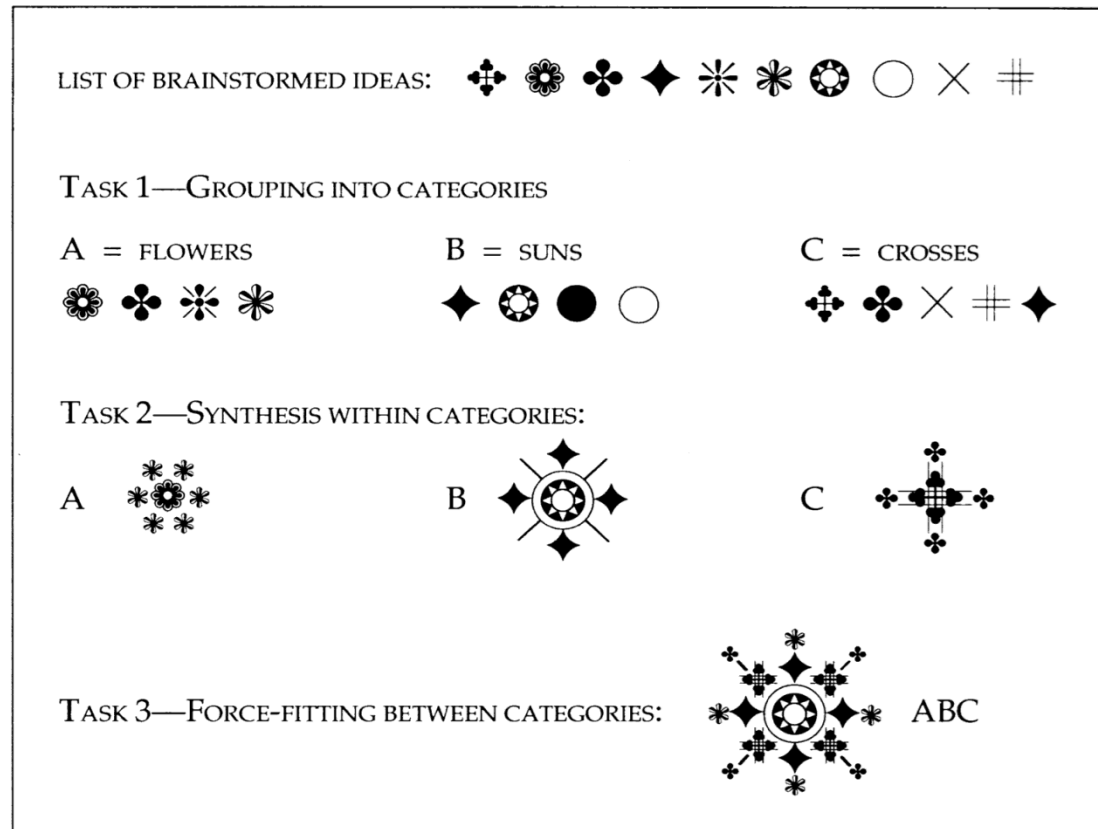 LIST OF BRAINSTORMED IDEAS:
TASK 1—GROUPING INTO CATEGORIES
A = FLOWERS B = SUNS C = CROSSES
TASK 2—SYNTHESIS WITHIN CATEGORIES:
A B C
TASK 3—FORCE-FITTING BETWEEN CATEGORIES: ABC